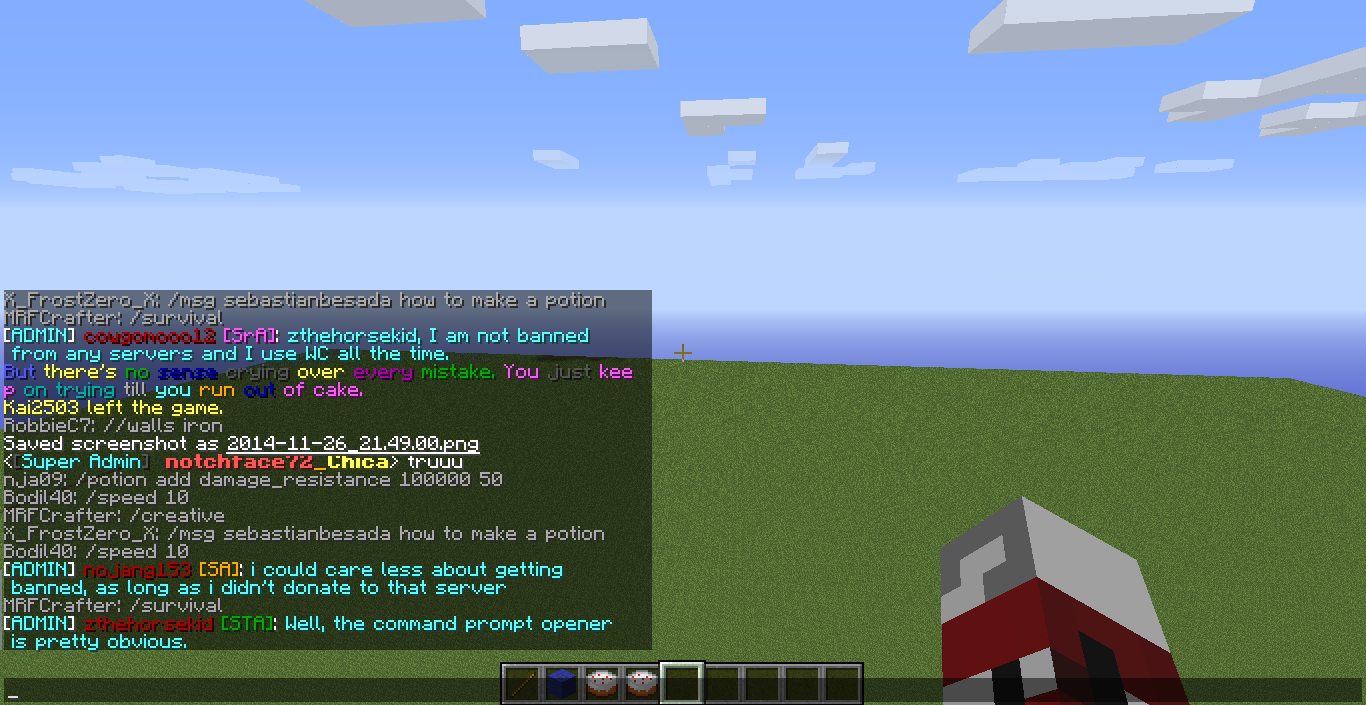 X_FrostZero_X: /msg sebastianbesada how to make a potion
MRFCrafter: /survival
[ADMIN] cowgomooo12 [SrA]: zthehorsekid, I am not banned
from any servers and I use WC all the time.
But there's no sense crying over every mistake. You just kee
p on trying till you run out of cake.
Kai2503 left the game.
RobbieC7: //walls iron
Saved screenshot as 2014-11-26_21.49.00.png
<[Super Admin] notchface72_Chica> truuu
nja09: /potion add damage_resistance 100000 50
Bodil40: /speed 10
MRFCrafter: /creative
X_FrostZero_X: /msg sebastianbesada how to make a potion
Bodil40: /speed 10
[ADMIN] nojang153 [SA]: i could care less about getting
banned, as long as i didn't donate to that server
MRFCrafter: /survival
[ADMIN] zthehorsekid [STA]: Well, the command prompt opener
is pretty obvious.
_